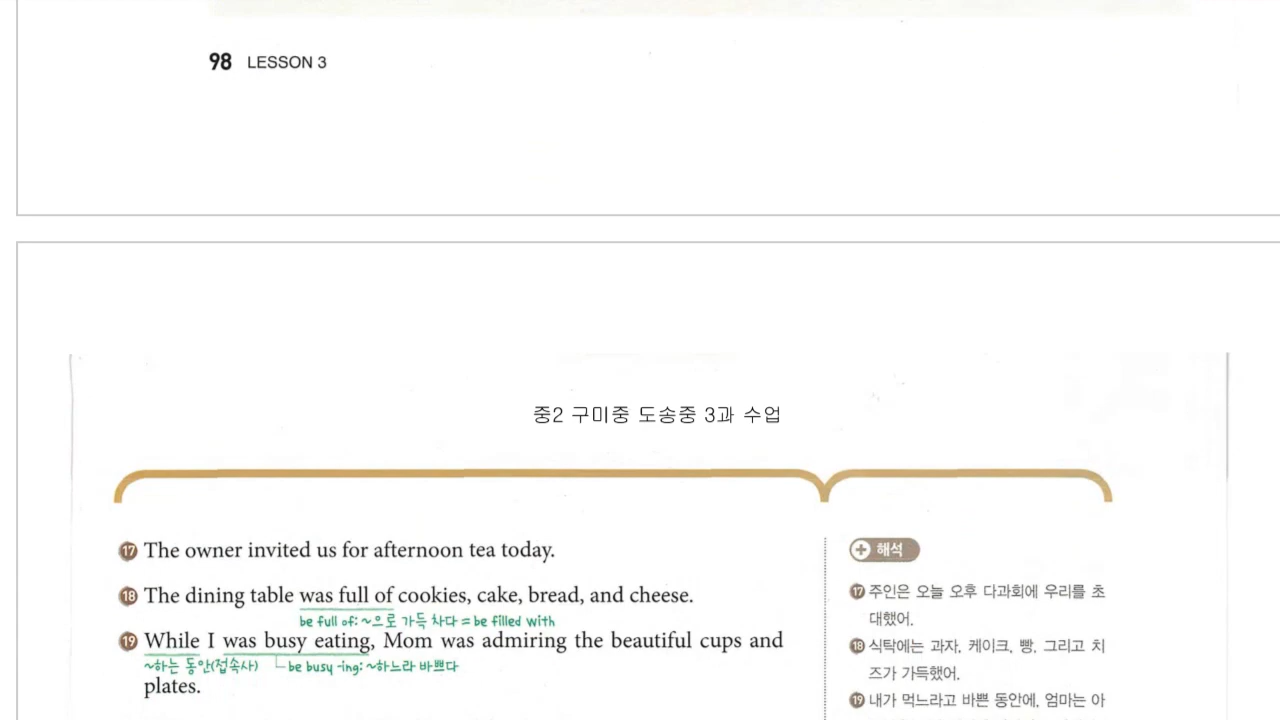 98 LESSON 3
중2 구미중 도송중 3과 수업
17 The owner invited us for afternoon tea today.
18 The dining table was full of cookies, cake, bread, and cheese.
be full of: ~으로 가득 차다 = be filled with
19 While I was busy eating, Mom was admiring the beautiful cups and
~하는 동안(접속사) be busy -ing: ~하느라 바쁘다
plates.
+ 해석
17 주인은 오늘 오후 다과회에 우리를 초
대했어.
18 식탁에는 과자, 케이크, 빵, 그리고 치
즈가 가득했어.
19 내가 먹느라고 바쁜 동안에, 엄마는 아